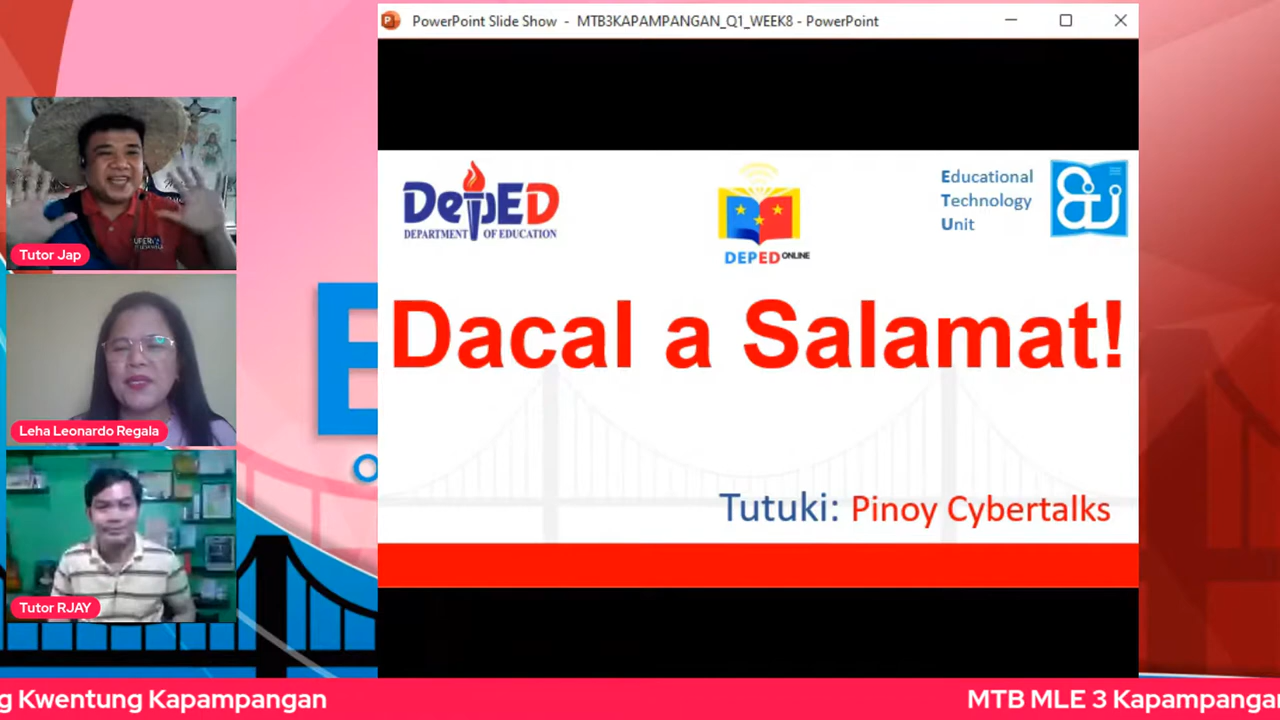 PowerPoint Slide Show - MTB3KAPAMPANGAN_Q1_WEEK8 - PowerPoint
DepED
DEPARTMENT OF EDUCATION
DEPED ONLINE
Educational
Technology
Unit
Dacal a Salamat!
Tutuki: Pinoy Cybertalks
Tutor Jap
Leha Leonardo Regala
Tutor RJAY
g Kwentung Kapampangan
MTB MLE 3 Kapampangan